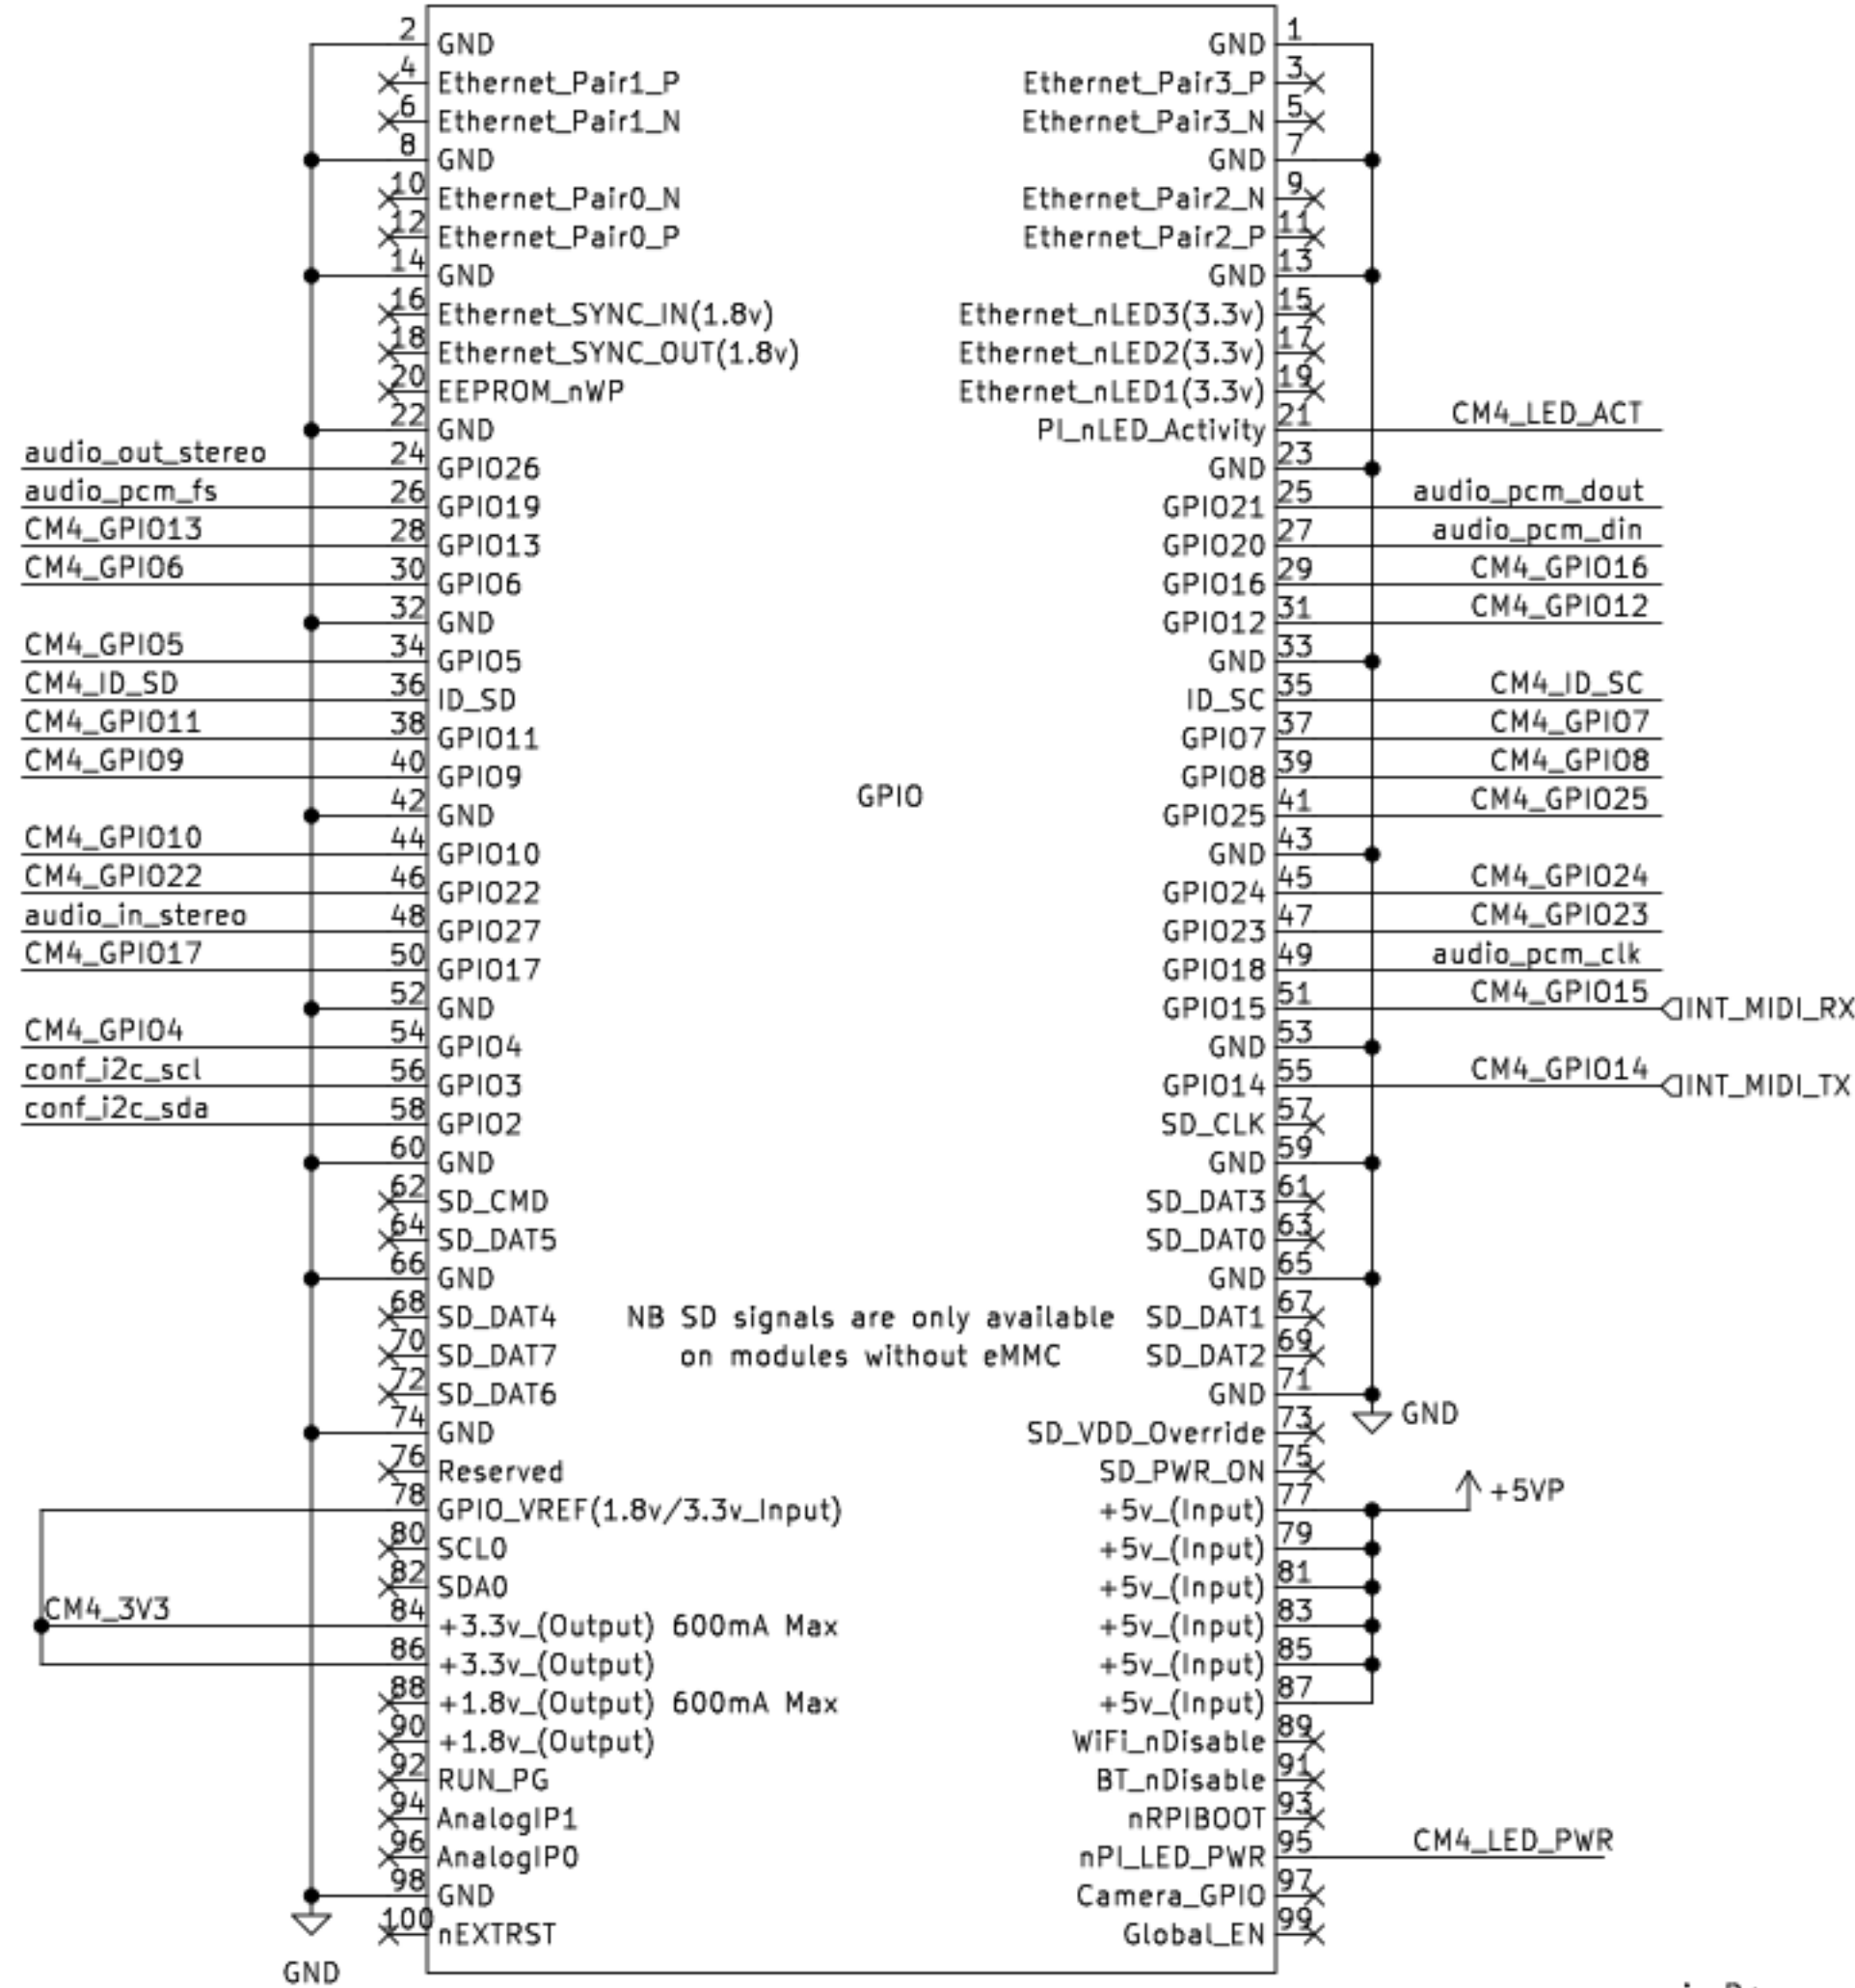 2 GND GND 1
4 Ethernet_Pair1_P Ethernet_Pair3_P 3
6 Ethernet_Pair1_N Ethernet_Pair3_N 5
8 GND GND 7
10 Ethernet_Pair0_N Ethernet_Pair2_N 9
12 Ethernet_Pair0_P Ethernet_Pair2_P 11
14 GND GND 13
16 Ethernet_SYNC_IN(1.8v) Ethernet_nLED3(3.3v) 15
18 Ethernet_SYNC_OUT(1.8v) Ethernet_nLED2(3.3v) 17
20 EEPROM_nWP Ethernet_nLED1(3.3v) 19
22 GND PI_nLED_Activity 21 CM4_LED_ACT
audio_out_stereo 24 GPIO26 GND 23
audio_pcm_fs 26 GPIO19 GPIO21 25 audio_pcm_dout
CM4_GPIO13 28 GPIO13 GPIO20 27 audio_pcm_din
CM4_GPIO6 30 GPIO6 GPIO16 29 CM4_GPIO16
32 GND GPIO12 31 CM4_GPIO12
CM4_GPIO5 34 GPIO5 GND 33
CM4_ID_SD 36 ID_SD ID_SC 35 CM4_ID_SC
CM4_GPIO11 38 GPIO11 GPIO7 37 CM4_GPIO7
CM4_GPIO9 40 GPIO9 GPIO8 39 CM4_GPIO8
GPIO
42 GND GPIO25 41 CM4_GPIO25
CM4_GPIO10 44 GPIO10 GND 43
CM4_GPIO22 46 GPIO22 GPIO24 45 CM4_GPIO24
audio_in_stereo 48 GPIO27 GPIO23 47 CM4_GPIO23
CM4_GPIO17 50 GPIO17 GPIO18 49 audio_pcm_clk
52 GND GPIO15 51 CM4_GPIO15 INT_MIDI_RX
CM4_GPIO4 54 GPIO4 GND 53
conf_i2c_scl 56 GPIO3 GPIO14 55 CM4_GPIO14 INT_MIDI_TX
conf_i2c_sda 58 GPIO2 SD_CLK 57
60 GND GND 59
62 SD_CMD SD_DAT3 61
64 SD_DAT5 SD_DAT0 63
66 GND GND 65
68 SD_DAT4 NB SD signals are only available SD_DAT1 67
70 SD_DAT7 on modules without eMMC SD_DAT2 69
72 SD_DAT6 GND 71 GND
74 GND SD_VDD_Override 73
76 Reserved SD_PWR_ON 75
78 GPIO_VREF(1.8v/3.3v_Input) +5v_(Input) 77 +5VP
80 SCL0 +5v_(Input) 79
82 SDA0 +5v_(Input) 81
CM4_3V3 84 +3.3v_(Output) 600mA Max +5v_(Input) 83
86 +3.3v_(Output) +5v_(Input) 85
88 +1.8v_(Output) 600mA Max +5v_(Input) 87
90 +1.8v_(Output) WiFi_nDisable 89
92 RUN_PG BT_nDisable 91
94 AnalogIP1 nRPIBOOT 93
96 AnalogIP0 nPI_LED_PWR 95 CM4_LED_PWR
98 GND Camera_GPIO 97
100 nEXTRST Global_EN 99
GND